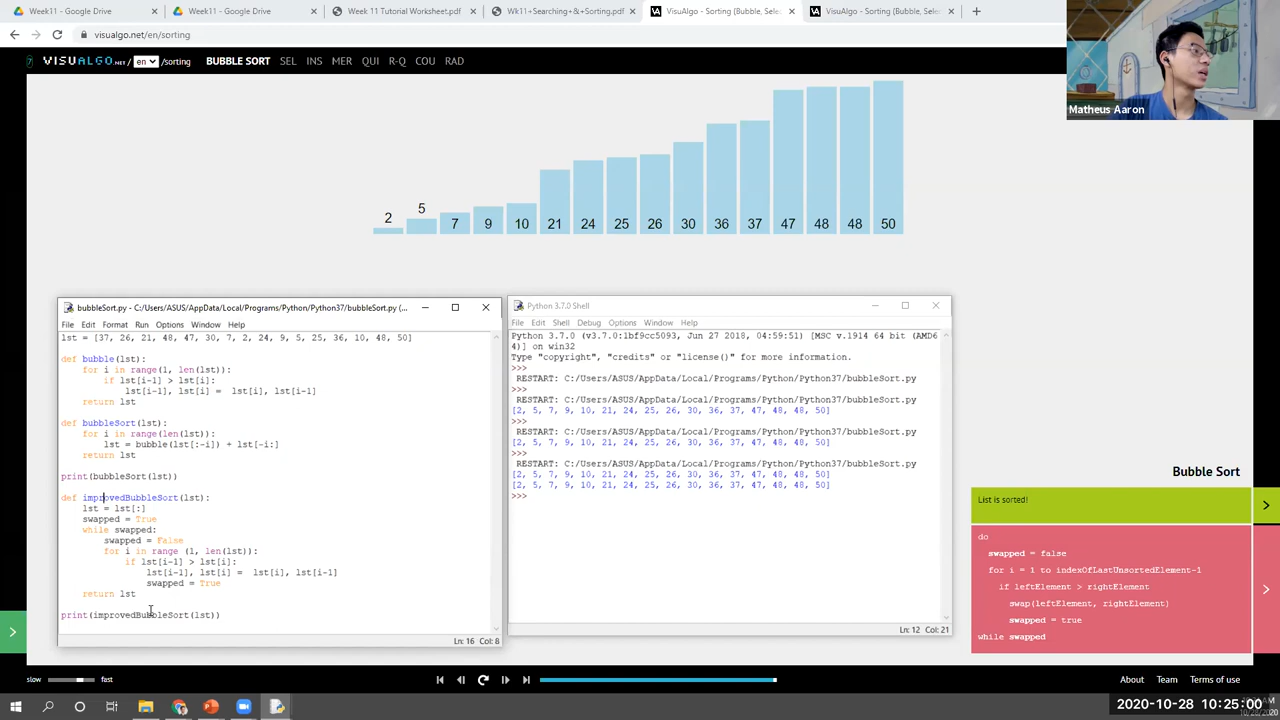 Week11 - Google Drive
Week11 - Google Drive
Week 11 Tutorial Worksheet.pdf
Wk11+Searching+&+Sorting.pdf
VisuAlgo - Sorting (Bubble, Sele
VisuAlgo - Sorting (Bubble, Selec
visualgo.net/en/sorting
7 VISUALGO.NET/ en /sorting BUBBLE SORT SEL INS MER QUI R-Q COU RAD
Matheus Aaron
2 5 7 9 10 21 24 25 26 30 36 37 47 48 48 50
bubbleSort.py - C:/Users/ASUS/AppData/Local/Programs/Python/Python37/bubbleSort.py (...
File Edit Format Run Options Window Help
lst = [37, 26, 21, 48, 47, 30, 7, 2, 24, 9, 5, 25, 36, 10, 48, 50]
def bubble(lst):
for i in range(1, len(lst)):
if lst[i-1] > lst[i]:
lst[i-1], lst[i] =  lst[i], lst[i-1]
return lst
def bubbleSort(lst):
for i in range(len(lst)):
lst = bubble(lst[:-i]) + lst[-i:]
return lst
print(bubbleSort(lst))
def improvedBubbleSort(lst):
lst = lst[:]
swapped = True
while swapped:
swapped = False
for i in range (1, len(lst)):
if lst[i-1] > lst[i]:
lst[i-1], lst[i] =  lst[i], lst[i-1]
swapped = True
return lst
print(improvedBubbleSort(lst))
Ln: 16 Col: 8
Python 3.7.0 Shell
File Edit Shell Debug Options Window Help
Python 3.7.0 (v3.7.0:1bf9cc5093, Jun 27 2018, 04:59:51) [MSC v.1914 64 bit (AMD6
4)] on win32
Type "copyright", "credits" or "license()" for more information.
>>>
RESTART: C:/Users/ASUS/AppData/Local/Programs/Python/Python37/bubbleSort.py
>>>
RESTART: C:/Users/ASUS/AppData/Local/Programs/Python/Python37/bubbleSort.py
[2, 5, 7, 9, 10, 21, 24, 25, 26, 30, 36, 37, 47, 48, 48, 50]
>>>
RESTART: C:/Users/ASUS/AppData/Local/Programs/Python/Python37/bubbleSort.py
[2, 5, 7, 9, 10, 21, 24, 25, 26, 30, 36, 37, 47, 48, 48, 50]
>>>
RESTART: C:/Users/ASUS/AppData/Local/Programs/Python/Python37/bubbleSort.py
[2, 5, 7, 9, 10, 21, 24, 25, 26, 30, 36, 37, 47, 48, 48, 50]
[2, 5, 7, 9, 10, 21, 24, 25, 26, 30, 36, 37, 47, 48, 48, 50]
>>>
Ln: 12 Col: 21
Bubble Sort
List is sorted!
do
swapped = false
for i = 1 to indexOfLastUnsortedElement-1
if leftElement > rightElement
swap(leftElement, rightElement)
swapped = true
while swapped
slow fast
About Team Terms of use
2020-10-28 10:25:00